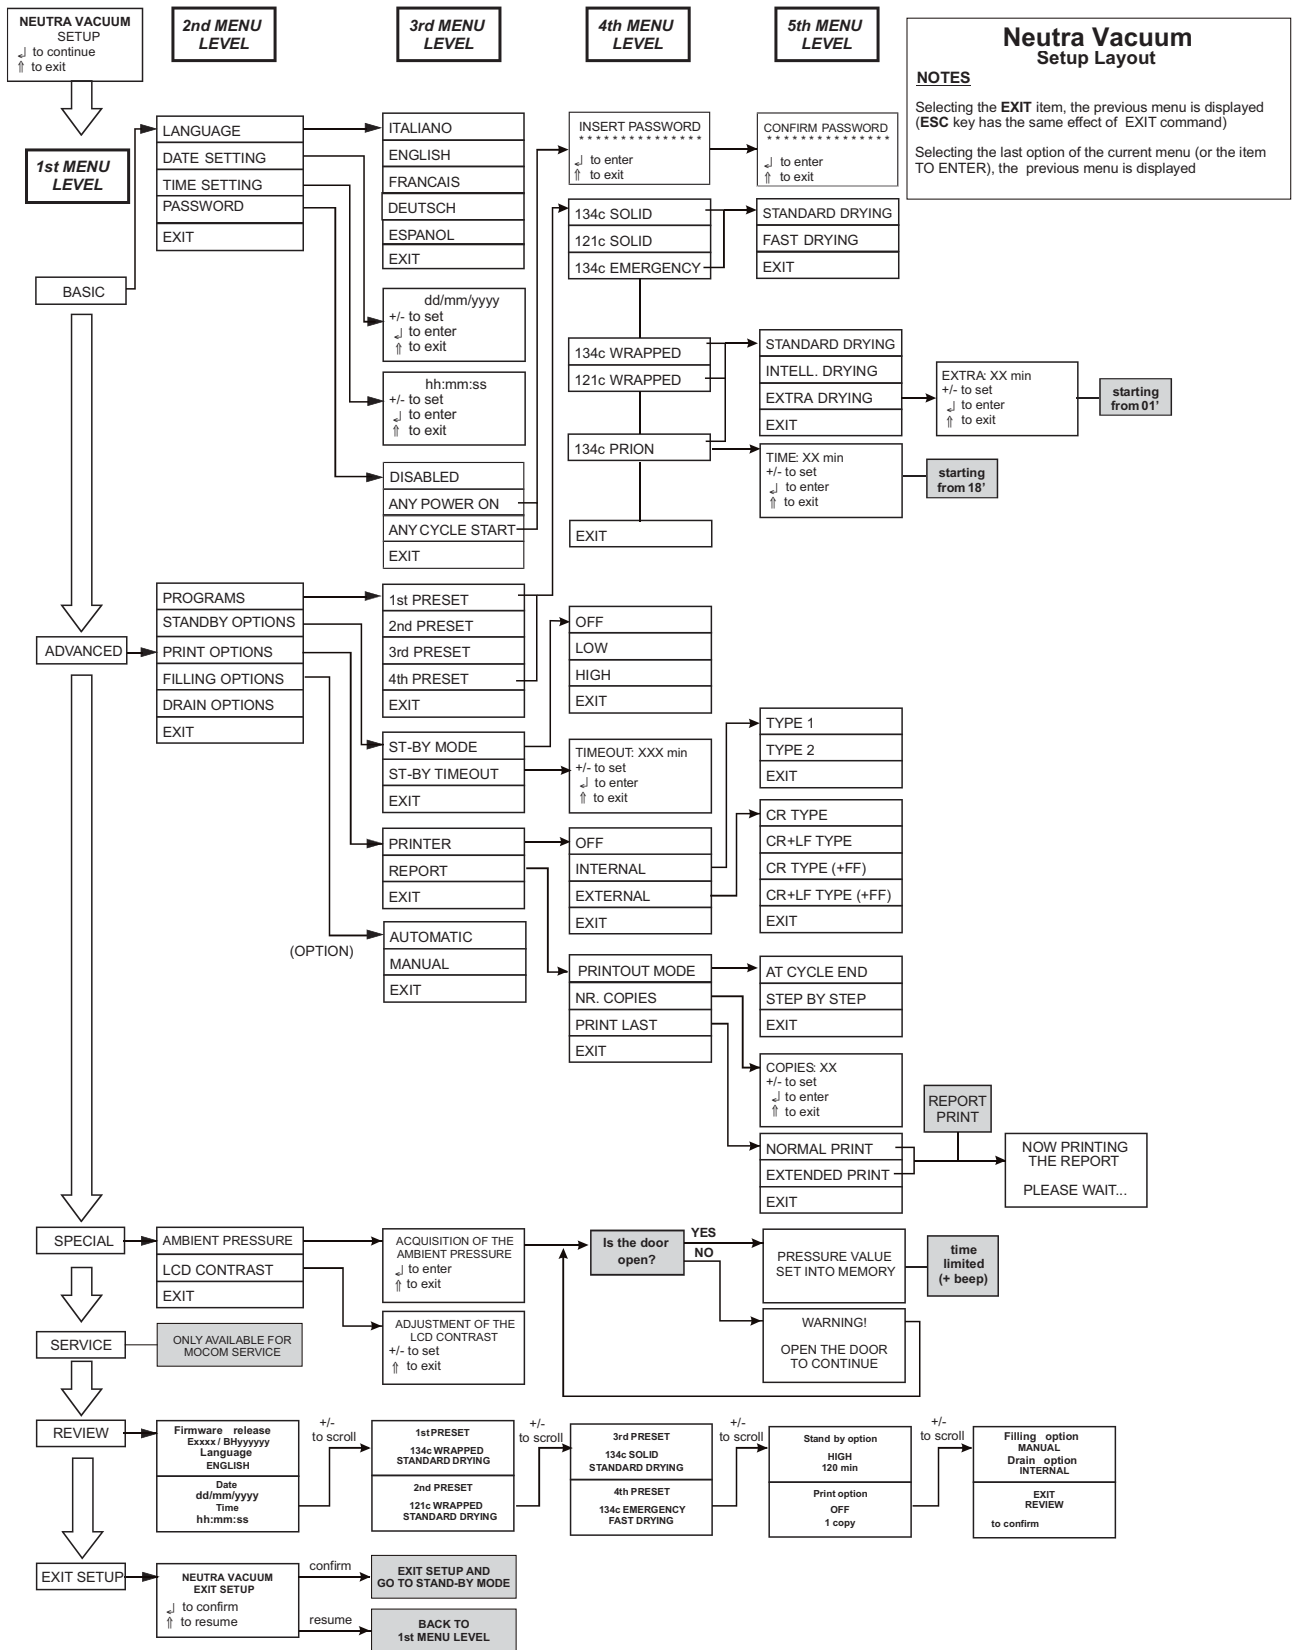 NEUTRA VACUUM
SETUP
↲ to continue
⇑ to exit
2nd MENU
LEVEL
3rd MENU
LEVEL
4th MENU
LEVEL
5th MENU
LEVEL
Neutra Vacuum
Setup Layout
NOTES
Selecting the EXIT item, the previous menu is displayed
(ESC key has the same effect of EXIT command)
Selecting the last option of the current menu (or the item
TO ENTER), the previous menu is displayed
1st MENU
LEVEL
BASIC
LANGUAGE
DATE SETTING
TIME SETTING
PASSWORD
EXIT
ITALIANO
ENGLISH
FRANCAIS
DEUTSCH
ESPANOL
EXIT
dd/mm/yyyy
+/- to set
↲ to enter
⇑ to exit
hh:mm:ss
+/- to set
↲ to enter
⇑ to exit
DISABLED
ANY POWER ON
ANY CYCLE START
EXIT
INSERT PASSWORD
* * * * * * * * * * * * * * *
↲ to enter
⇑ to exit
CONFIRM PASSWORD
* * * * * * * * * * * * * * *
↲ to enter
⇑ to exit
134c SOLID
121c SOLID
134c EMERGENCY
134c WRAPPED
121c WRAPPED
134c PRION
EXIT
STANDARD DRYING
FAST DRYING
EXIT
STANDARD DRYING
INTELL. DRYING
EXTRA DRYING
EXIT
EXTRA: XX min
+/- to set
↲ to enter
⇑ to exit
starting
from 01'
TIME: XX min
+/- to set
↲ to enter
⇑ to exit
starting
from 18'
ADVANCED
PROGRAMS
STANDBY OPTIONS
PRINT OPTIONS
FILLING OPTIONS
DRAIN OPTIONS
EXIT
1st PRESET
2nd PRESET
3rd PRESET
4th PRESET
EXIT
ST-BY MODE
ST-BY TIMEOUT
EXIT
PRINTER
REPORT
EXIT
(OPTION)
AUTOMATIC
MANUAL
EXIT
OFF
LOW
HIGH
EXIT
TIMEOUT: XXX min
+/- to set
↲ to enter
⇑ to exit
OFF
INTERNAL
EXTERNAL
EXIT
PRINTOUT MODE
NR. COPIES
PRINT LAST
EXIT
TYPE 1
TYPE 2
EXIT
CR TYPE
CR+LF TYPE
CR TYPE (+FF)
CR+LF TYPE (+FF)
EXIT
AT CYCLE END
STEP BY STEP
EXIT
COPIES: XX
+/- to set
↲ to enter
⇑ to exit
NORMAL PRINT
EXTENDED PRINT
EXIT
REPORT
PRINT
NOW PRINTING
THE REPORT
PLEASE WAIT...
SPECIAL
AMBIENT PRESSURE
LCD CONTRAST
EXIT
ACQUISITION OF THE
AMBIENT PRESSURE
↲ to enter
⇑ to exit
ADJUSTMENT OF THE
LCD CONTRAST
+/- to set
⇑ to exit
Is the door
open?
YES
NO
PRESSURE VALUE
SET INTO MEMORY
time
limited
(+ beep)
WARNING!
OPEN THE DOOR
TO CONTINUE
SERVICE
ONLY AVAILABLE FOR
MOCOM SERVICE
REVIEW
Firmware release
Exxxx / BHyyyyyy
Language
ENGLISH
Date
dd/mm/yyyy
Time
hh:mm:ss
+/-
to scroll
1st PRESET
134c WRAPPED
STANDARD DRYING
2nd PRESET
121c WRAPPED
STANDARD DRYING
+/-
to scroll
3rd PRESET
134c SOLID
STANDARD DRYING
4th PRESET
134c EMERGENCY
FAST DRYING
+/-
to scroll
Stand by option
HIGH
120 min
Print option
OFF
1 copy
+/-
to scroll
Filling option
MANUAL
Drain option
INTERNAL
EXIT
REVIEW
to confirm
EXIT SETUP
NEUTRA VACUUM
EXIT SETUP
↲ to confirm
⇑ to resume
confirm
EXIT SETUP AND
GO TO STAND-BY MODE
resume
BACK TO
1st MENU LEVEL